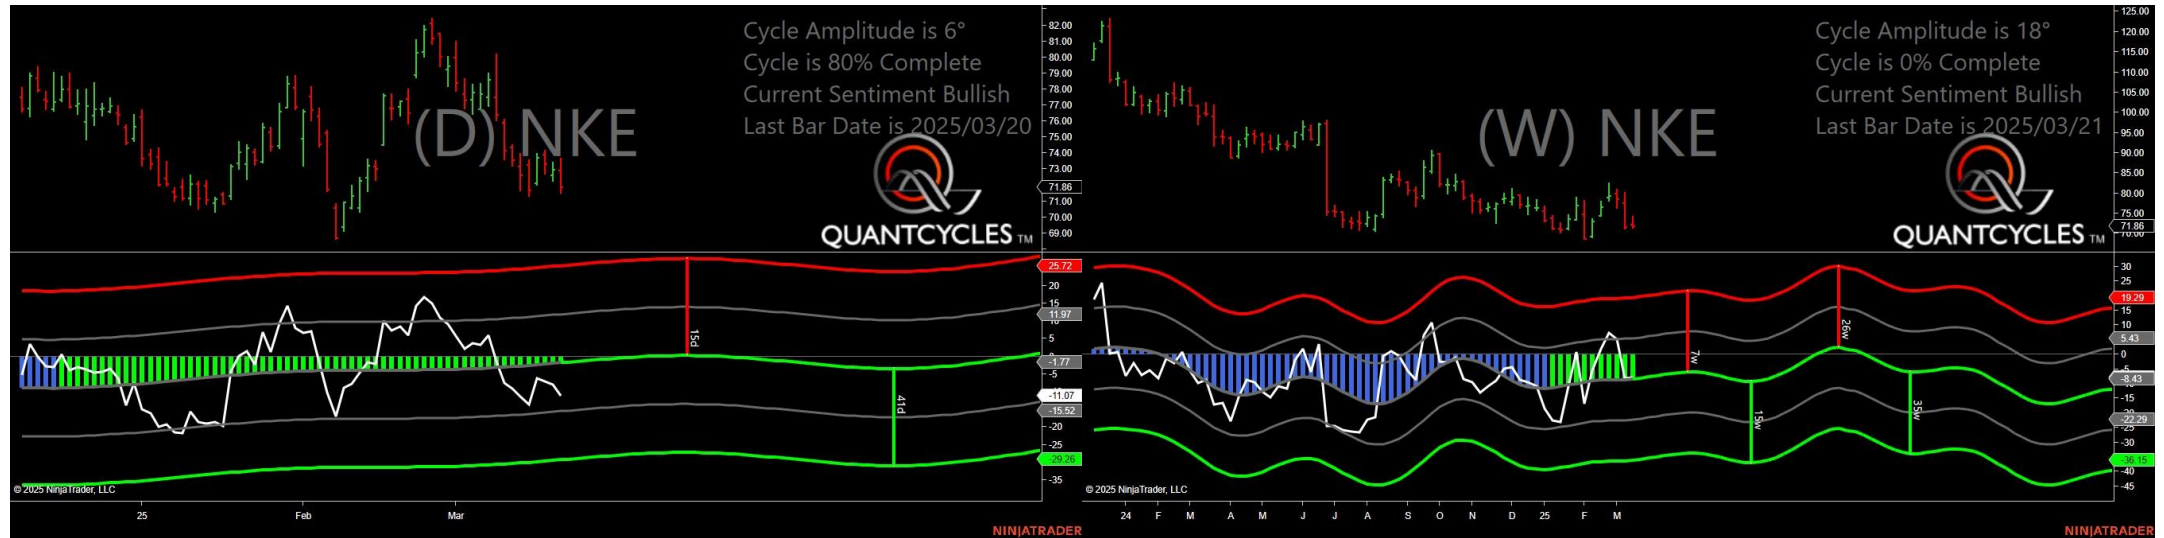 Cycle Amplitude is 6°
Cycle is 80% Complete
Current Sentiment Bullish
Last Bar Date is 2025/03/20
(D) NKE
QUANTCYCLES TM
82.00
81.00
80.00
79.00
78.00
77.00
76.00
75.00
74.00
73.00
71.86
71.00
70.00
69.00
25.72
20
15
11.97
5
-1.77
-5
-11.07
-15.52
-20
-25
-29.26
-35
15d
41d
© 2025 NinjaTrader, LLC
25 Feb Mar
NINJATRADER
Cycle Amplitude is 18°
Cycle is 0% Complete
Current Sentiment Bullish
Last Bar Date is 2025/03/21
(W) NKE
QUANTCYCLES TM
125.00
120.00
115.00
110.00
105.00
100.00
95.00
90.00
85.00
80.00
75.00
71.86
30
25
19.29
15
10
5.43
0
-8.43
-15
-22.29
-25
-30
-36.15
-40
-45
7w
15w
26w
35w
© 2025 NinjaTrader, LLC
24 F M A M J J A S O N D 25 F M
NINJATRADER